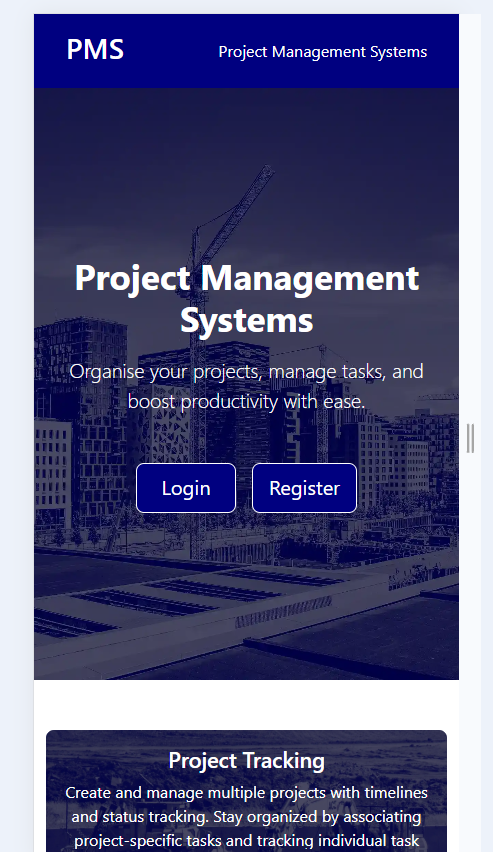 PMS
Project Management Systems
Project Management
Systems
Organise your projects, manage tasks, and
boost productivity with ease.
Login
Register
Project Tracking
Create and manage multiple projects with timelines
and status tracking. Stay organized by associating
project-specific tasks and tracking individual task